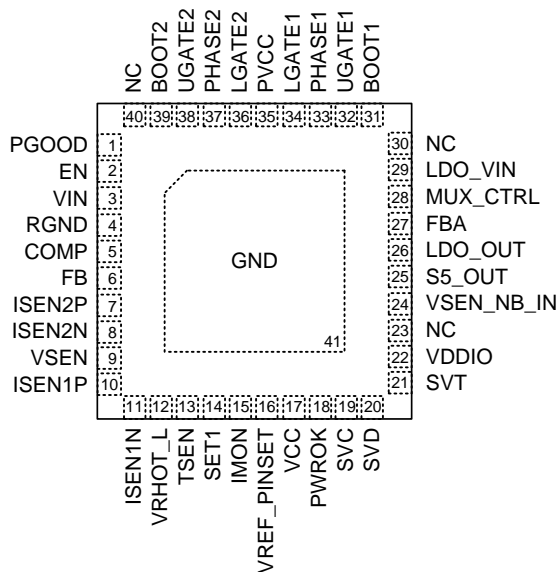 NC
BOOT2
UGATE2
PHASE2
LGATE2
PVCC
LGATE1
PHASE1
UGATE1
BOOT1
40 39 38 37 36 35 34 33 32 31
PGOOD 1
EN 2
VIN 3
RGND 4
COMP 5
FB 6
ISEN2P 7
ISEN2N 8
VSEN 9
ISEN1P 10
GND
41
30 NC
29 LDO_VIN
28 MUX_CTRL
27 FBA
26 LDO_OUT
25 S5_OUT
24 VSEN_NB_IN
23 NC
22 VDDIO
21 SVT
11 12 13 14 15 16 17 18 19 20
ISEN1N
VRHOT_L
TSEN
SET1
IMON
VREF_PINSET
VCC
PWROK
SVC
SVD